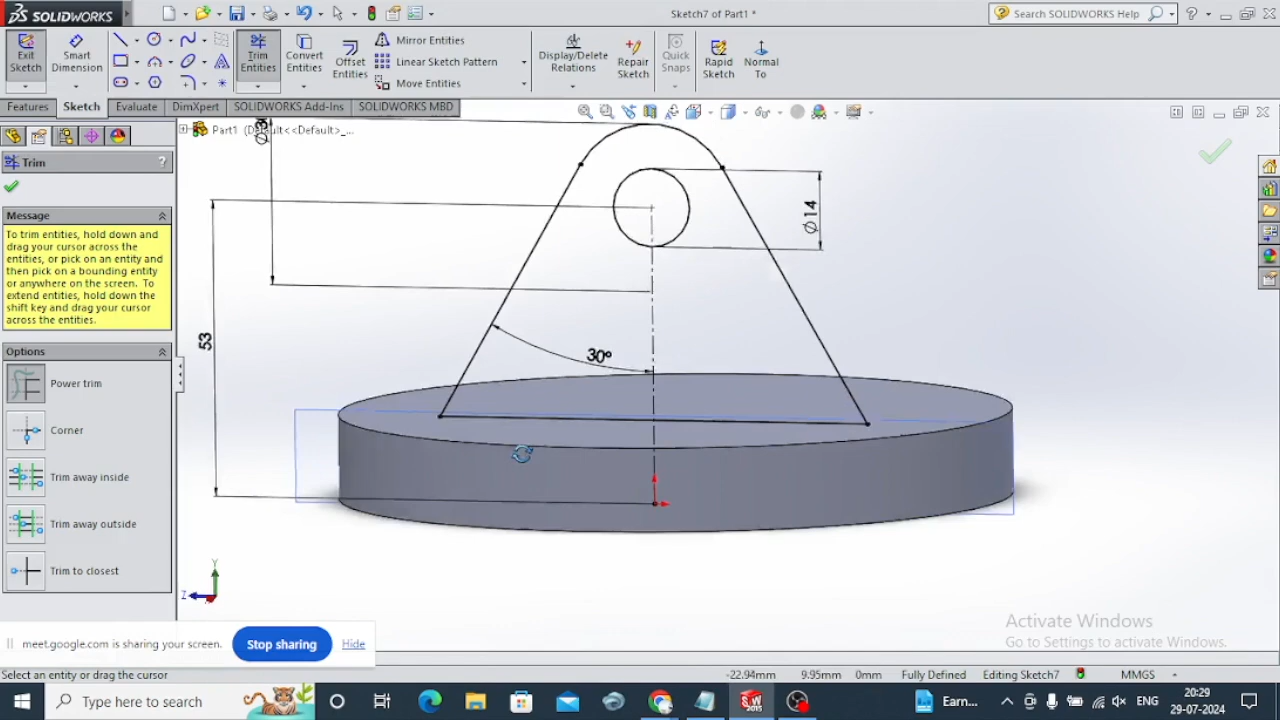 SOLIDWORKS
Sketch7 of Part1 *
Search SOLIDWORKS Help
Exit Sketch
Smart Dimension
Trim Entities
Convert Entities
Offset Entities
Mirror Entities
Linear Sketch Pattern
Move Entities
Display/Delete Relations
Repair Sketch
Quick Snaps
Rapid Sketch
Normal To
Features
Sketch
Evaluate
DimXpert
SOLIDWORKS Add-Ins
SOLIDWORKS MBD
Part1 (Default<<Default>_...
Trim
?
Message
To trim entities, hold down and
drag your cursor across the
entities, or pick on an entity and
then pick on a bounding entity
or anywhere on the screen. To
extend entities, hold down the
shift key and drag your cursor
across the entities.
Options
Power trim
Corner
Trim away inside
Trim away outside
Trim to closest
Ø14
53
30°
Y
Z
Activate Windows
Go to Settings to activate Windows.
meet.google.com is sharing your screen.
Stop sharing
Hide
Select an entity or drag the cursor
-22.94mm
9.95mm
0mm
Fully Defined
Editing Sketch7
MMGS
Type here to search
SW
2015
Earn...
ENG
20:29
29-07-2024